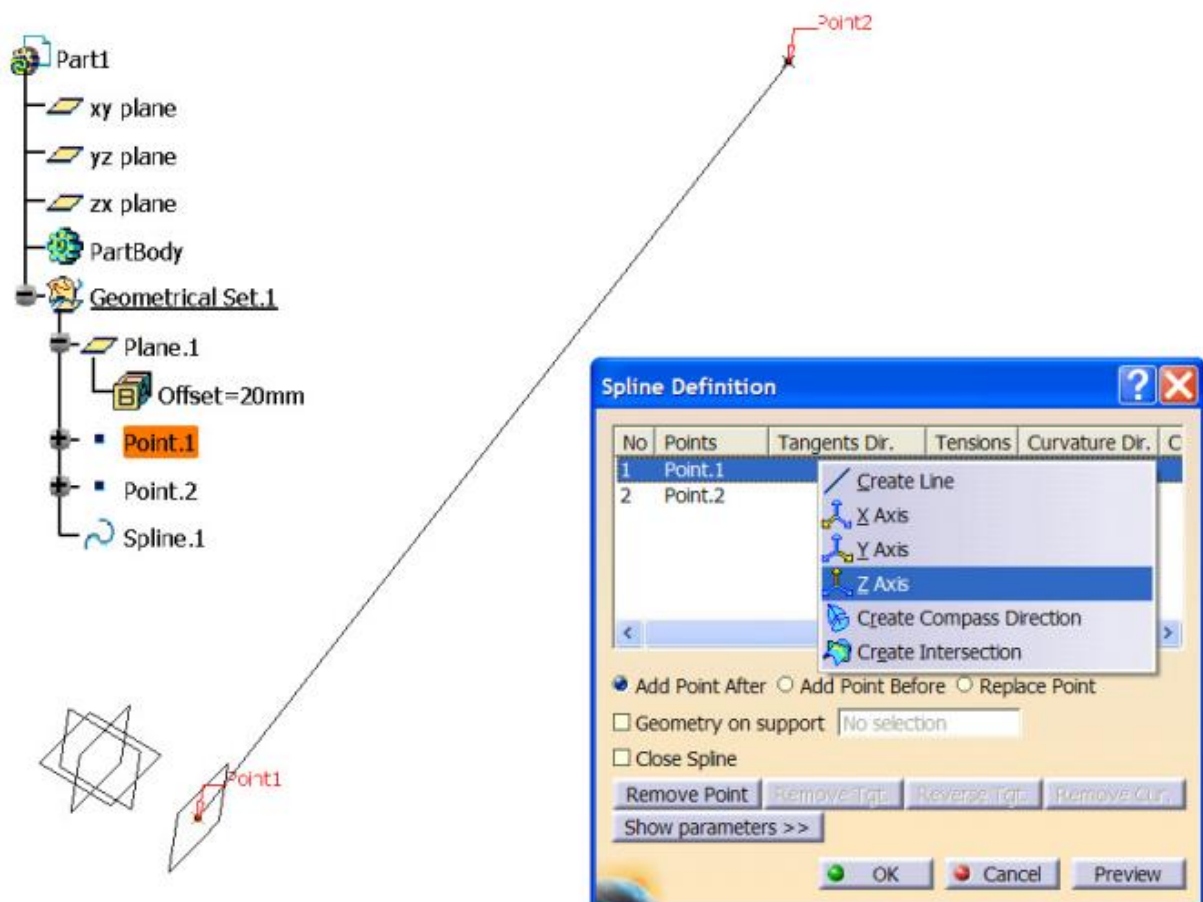 Point2
Part1
xy plane
yz plane
zx plane
PartBody
Geometrical Set.1
Plane.1
Offset=20mm
Point.1
Point.2
Spline.1
Point1
Spline Definition
No Points Tangents Dir. Tensions Curvature Dir. C
1 Point.1
2 Point.2
Create Line
X Axis
Y Axis
Z Axis
Create Compass Direction
Create Intersection
Add Point After Add Point Before Replace Point
Geometry on support No selection
Close Spline
Remove Point Remove Tgt. Reverse Tgt. Remove Cur.
Show parameters >>
OK Cancel Preview